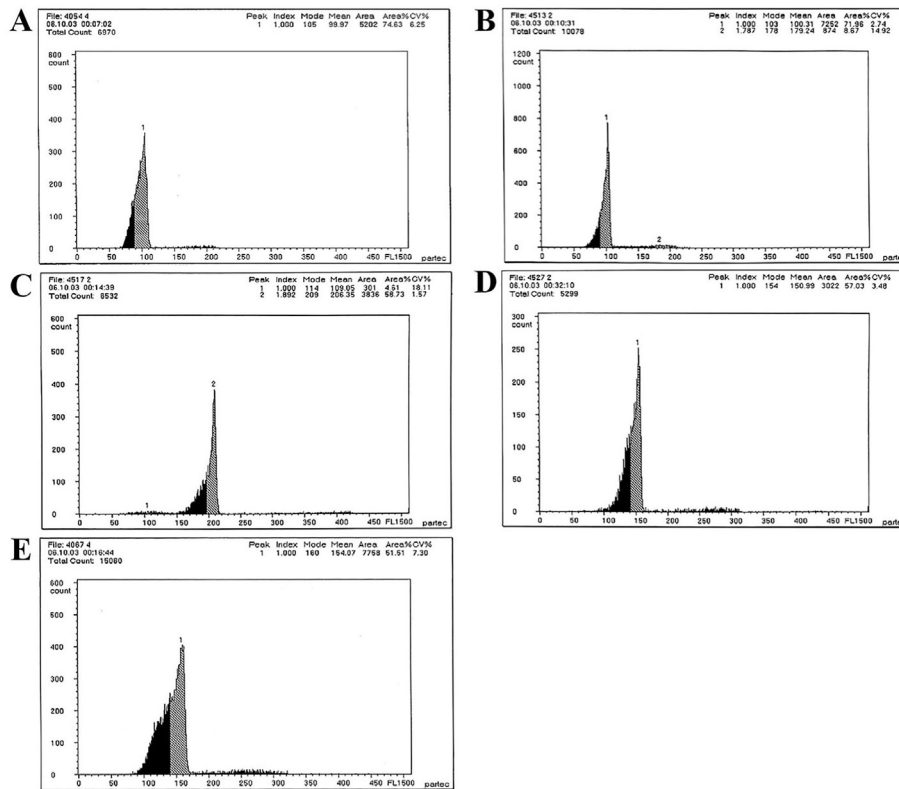 A
File: 4054 4
06.10.03 00:07:02
Total Count: 6970
Peak Index Mode Mean Area Area% CV%
1 1.000 105 98.97 5202 74.63 6.25
600
count
500
400
300
200
100
0
1
0 50 100 150 200 250 300 350 400 450 FL1500
partec
B
File: 4513 2
06.10.03 00:10:31
Total Count: 10078
Peak Index Mode Mean Area Area% CV%
1 1.000 103 100.31 7252 71.96 2.74
2 1.787 178 179.24 874 8.67 14.92
1200
count
1000
800
600
400
200
0
1
2
0 50 100 150 200 250 300 350 400 450 FL1500
partec
C
File: 4517 2
06.10.03 00:14:39
Total Count: 6532
Peak Index Mode Mean Area Area% CV%
1 1.000 114 109.05 301 4.61 18.11
2 1.892 209 206.35 3836 58.73 1.57
600
count
500
400
300
200
100
0
1
2
0 50 100 150 200 250 300 350 400 450 FL1500
partec
D
File: 4527 2
06.10.03 00:32:10
Total Count: 5299
Peak Index Mode Mean Area Area% CV%
1 1.000 154 150.99 3022 57.03 3.48
300
count
250
200
150
100
50
0
1
0 50 100 150 200 250 300 350 400 450 FL1500
partec
E
File: 4067 4
06.10.03 00:16:44
Total Count: 15060
Peak Index Mode Mean Area Area% CV%
1 1.000 160 154.07 7758 51.51 7.30
600
count
500
400
300
200
100
0
1
0 50 100 150 200 250 300 350 400 450 FL1500
partec